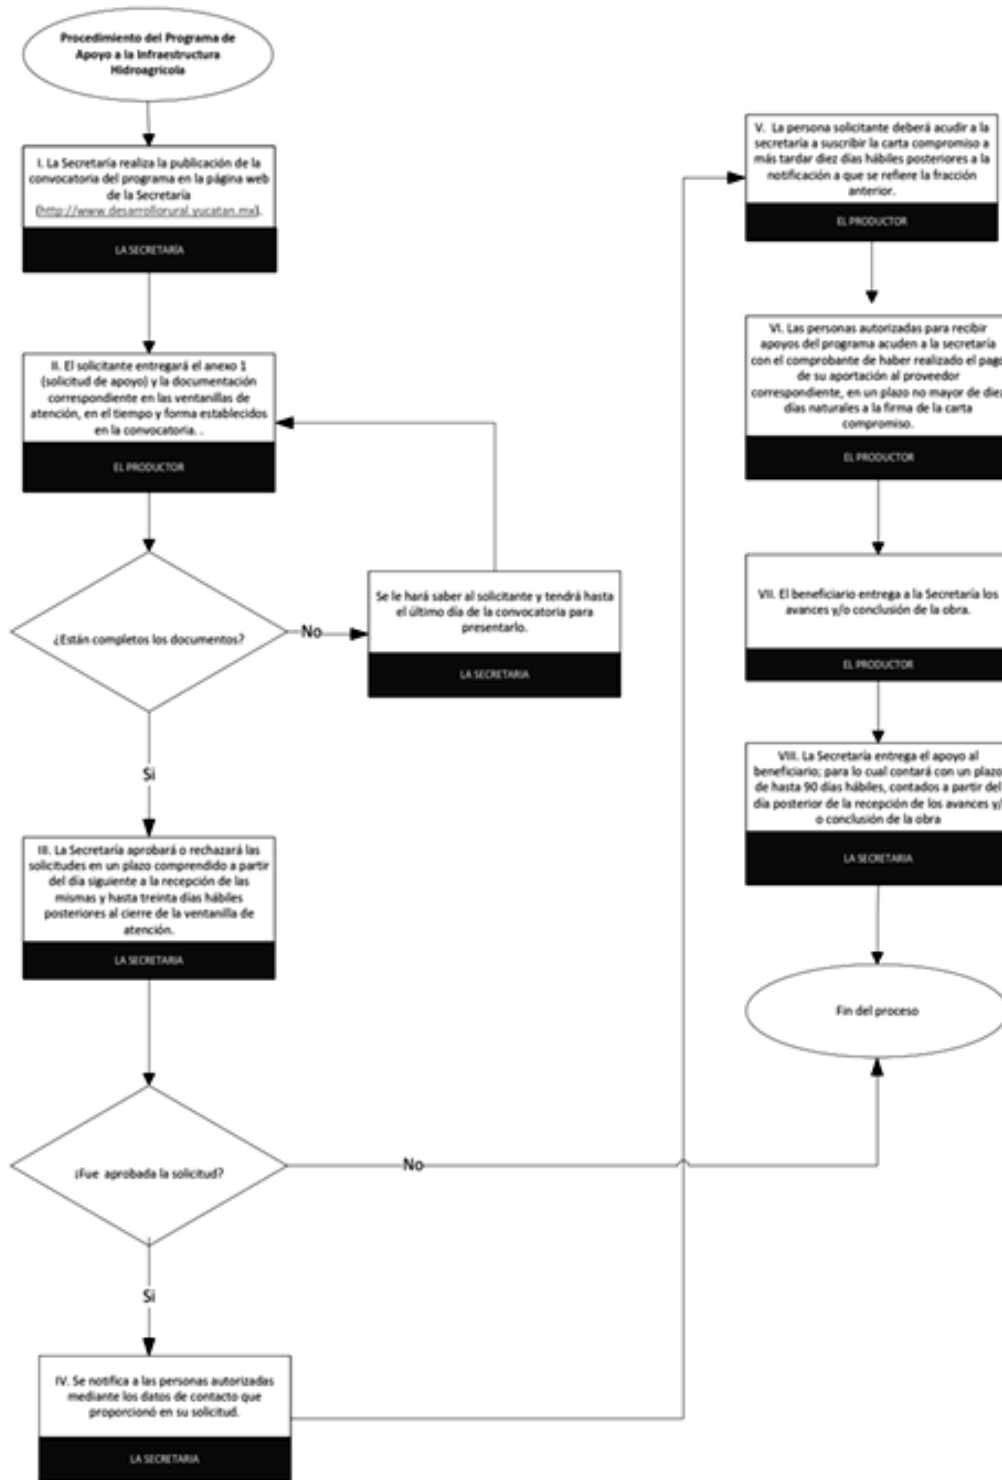 Procedimiento del Programa de
Apoyo a la Infraestructura
Hidroagrícola
I. La Secretaría realiza la publicación de la
convocatoria del programa en la página web
de la Secretaría
(http://www.desarrollorural.yucatan.mx).
LA SECRETARÍA
II. El solicitante entregará el anexo 1
(solicitud de apoyo) y la documentación
correspondiente en las ventanillas de
atención, en el tiempo y forma establecidos
en la convocatoria. .
EL PRODUCTOR
¿Están completos los documentos?
No
Se le hará saber al solicitante y tendrá hasta
el último día de la convocatoria para
presentarlo.
LA SECRETARIA
Si
III. La Secretaría aprobará o rechazará las
solicitudes en un plazo comprendido a partir
del día siguiente a la recepción de las
mismas y hasta treinta días hábiles
posteriores al cierre de la ventanilla de
atención.
LA SECRETARIA
¡Fue aprobada la solicitud?
No
Si
IV. Se notifica a las personas autorizadas
mediante los datos de contacto que
proporcionó en su solicitud.
LA SECRETARIA
V. La persona solicitante deberá acudir a la
secretaría a suscribir la carta compromiso a
más tardar diez días hábiles posteriores a la
notificación a que se refiere la fracción
anterior.
EL PRODUCTOR
VI. Las personas autorizadas para recibir
apoyos del programa acuden a la secretaría
con el comprobante de haber realizado el pago
de su aportación al proveedor
correspondiente, en un plazo no mayor de diez
días naturales a la firma de la carta
compromiso.
EL PRODUCTOR
VII. El beneficiario entrega a la Secretaría los
avances y/o conclusión de la obra.
EL PRODUCTOR
VIII. La Secretaría entrega el apoyo al
beneficiario; para lo cual contará con un plazo
de hasta 90 días hábiles, contados a partir del
día posterior de la recepción de los avances y/
o conclusión de la obra
LA SECRETARIA
Fin del proceso